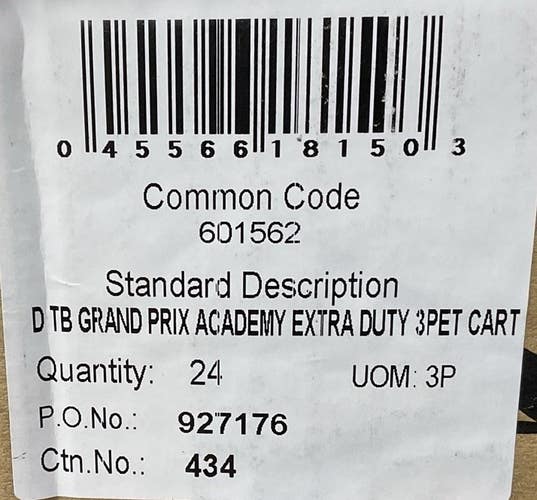 0 45566 18150 3
Common Code
601562
Standard Description
D TB GRAND PRIX ACADEMY EXTRA DUTY 3PET CART
Quantity: 24 UOM: 3P
P.O.No.: 927176
Ctn.No.: 434